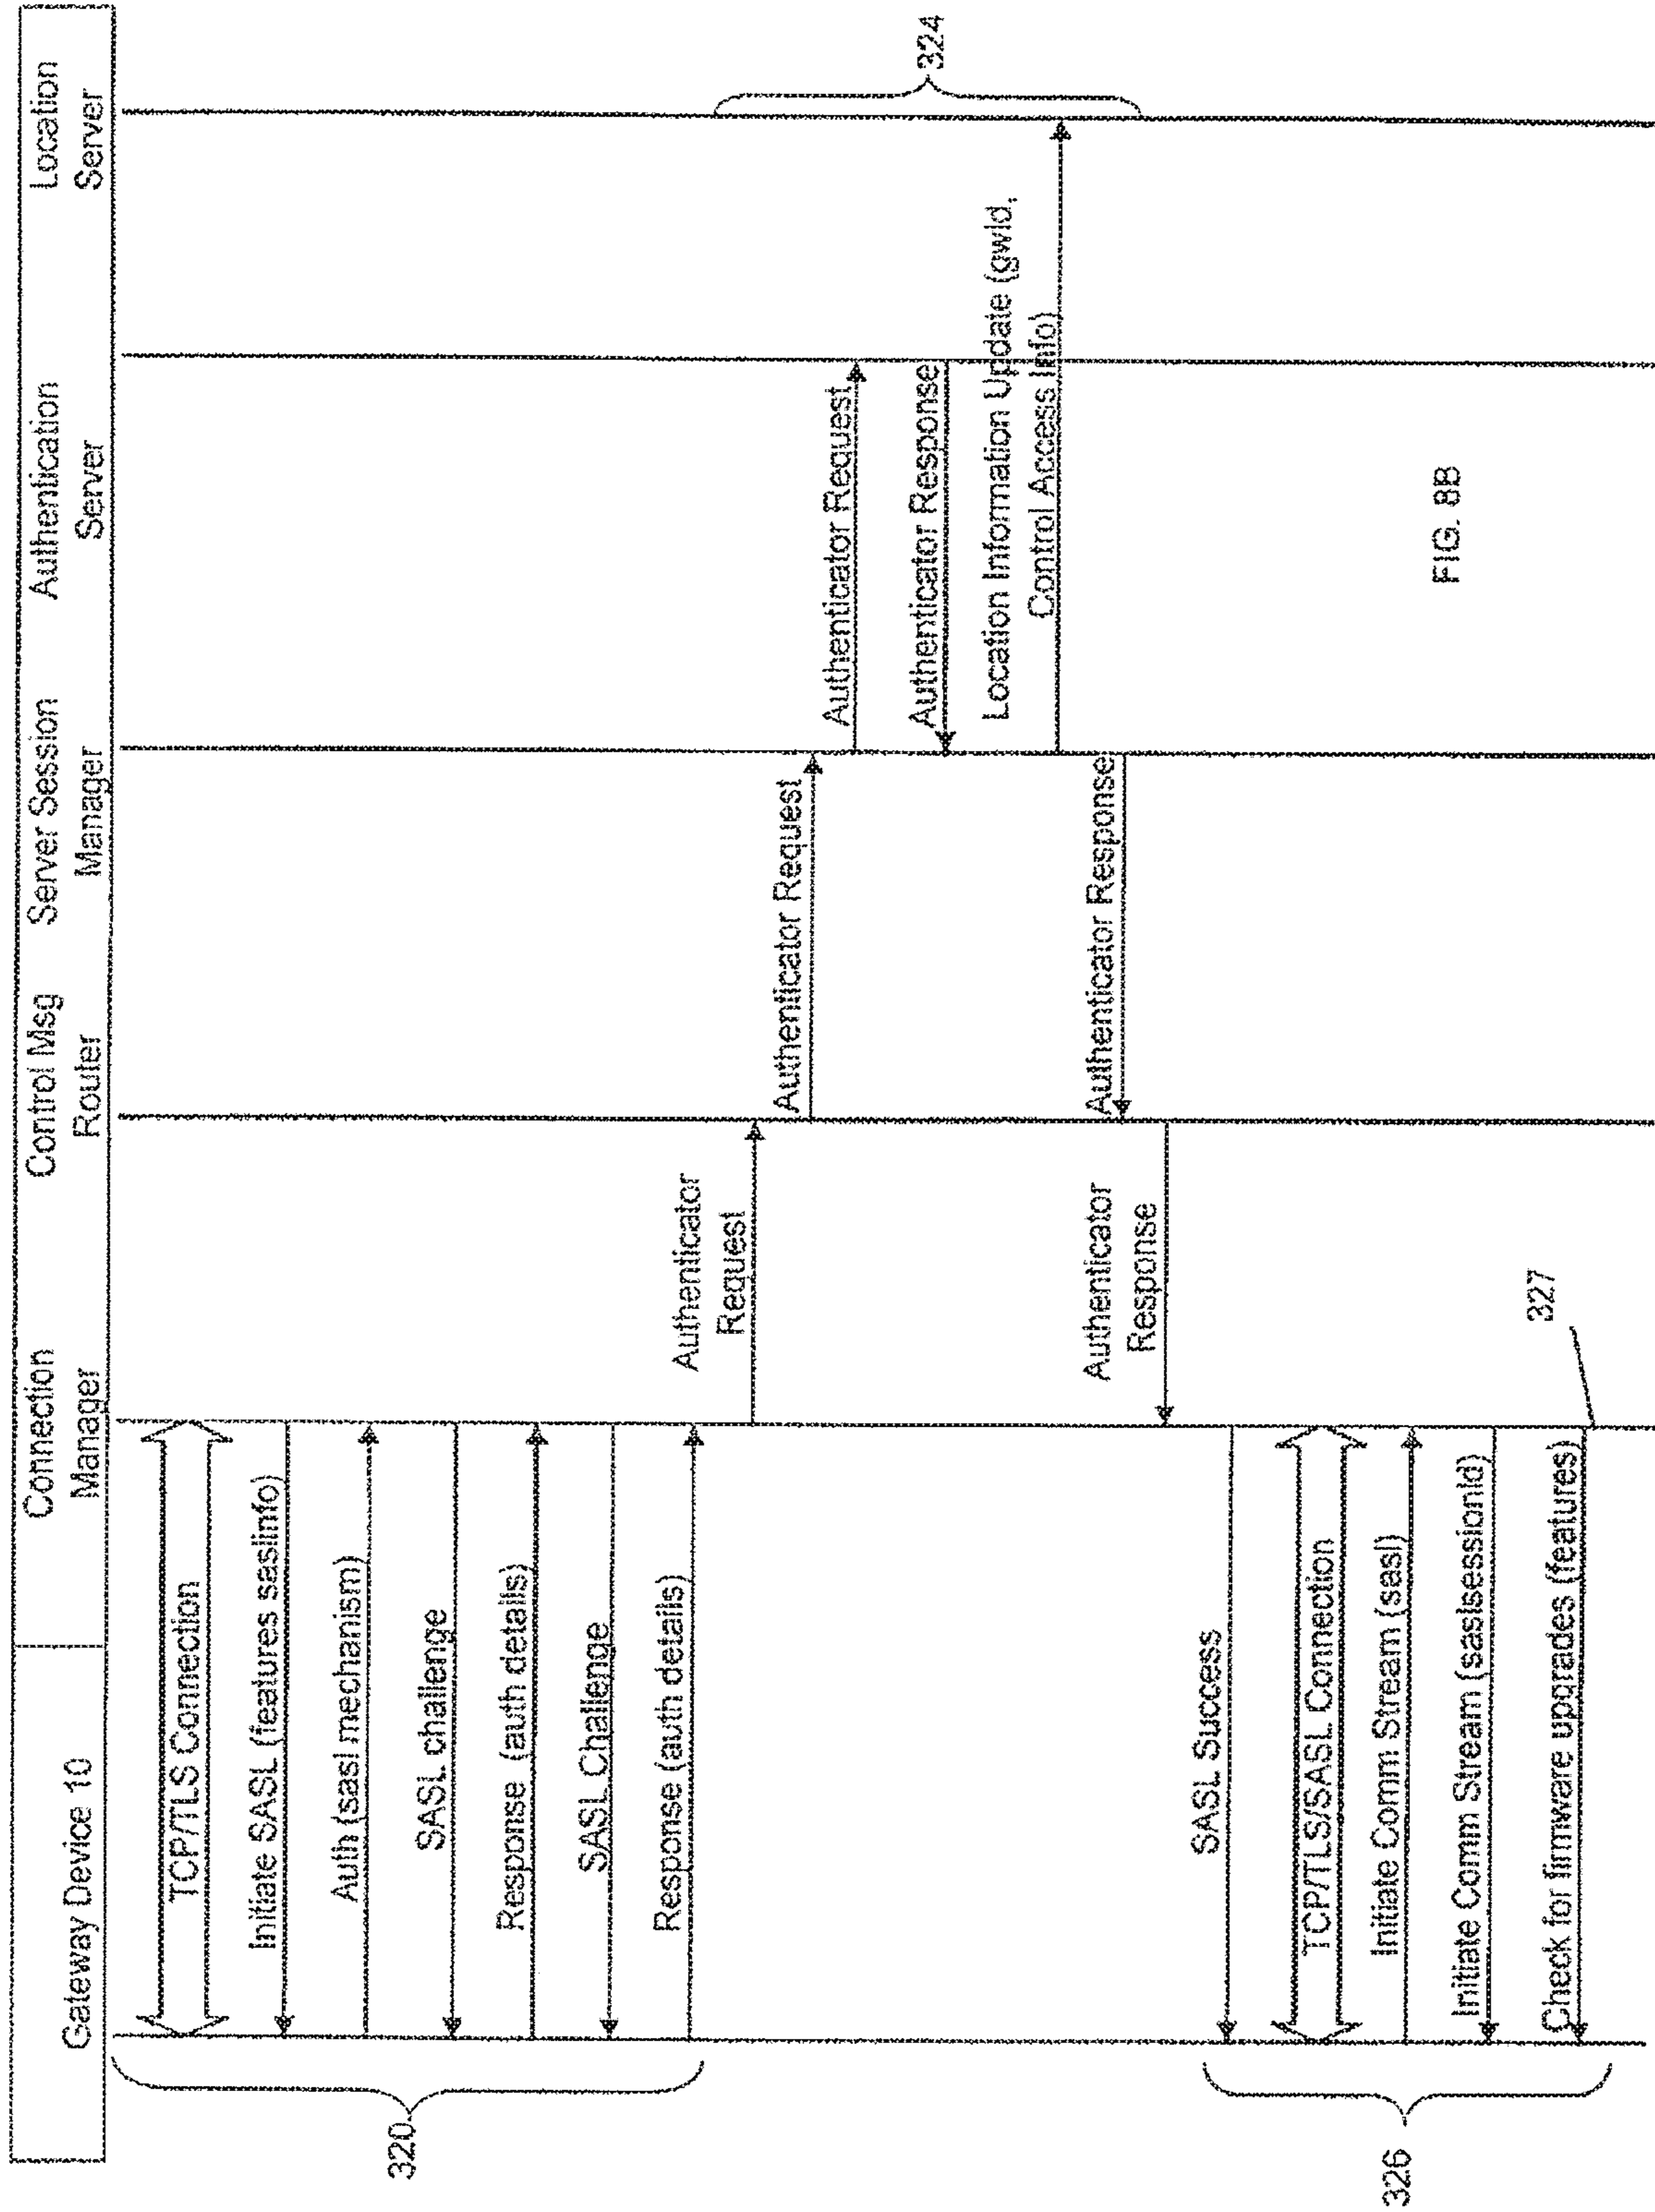 Gateway Device 10
Connection
Manager
Control Msg
Router
Server Session
Manager
Authentication
Server
Location
Server
TCP/TLS Connection
Initiate SASL (features saslinfo)
Auth (sasl mechanism)
SASL challenge
Response (auth details)
SASL Challenge
Response (auth details)
320
Authenticator
Request
Authenticator Request
Authenticator Request
Authenticator Response
Location Information Update (gwId,
Control Access Info)
324
Authenticator Response
Authenticator
Response
SASL Success
TCP/TLS/SASL Connection
Initiate Comm Stream (sasl)
Initiate Comm Stream (saslsessionId)
Check for firmware upgrades (features)
326
327
FIG. 8B